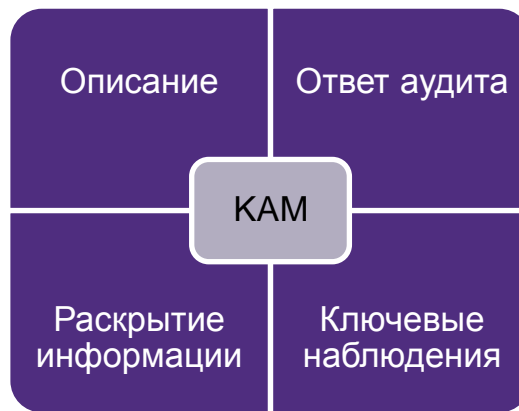 Описание
Ответ аудита
KAM
Раскрытие
информации
Ключевые
наблюдения